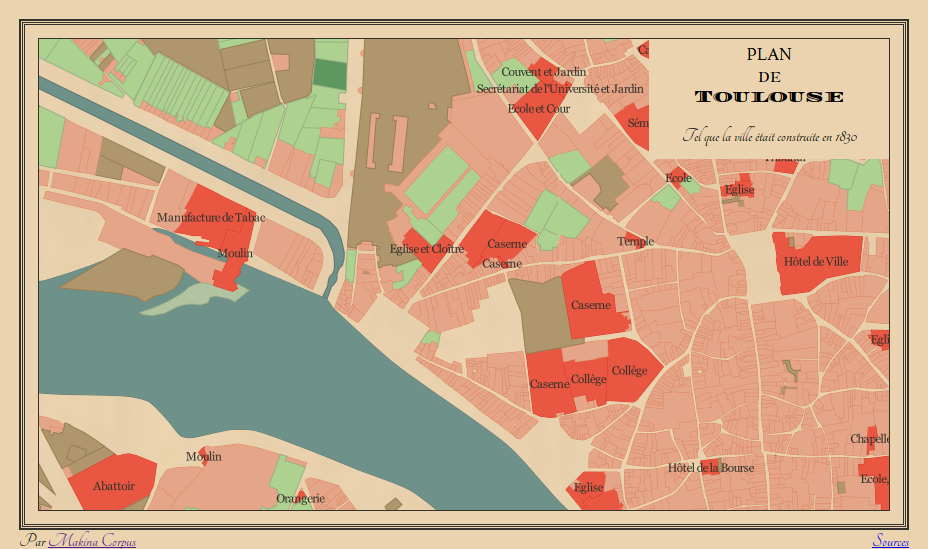 PLAN
DE
TOULOUSE
Tel que la ville était construite en 1830
Couvent et Jardin
Secrétariat de l'Université et Jardin
Ecole et Cour
Ecole
Eglise
Manufacture de Tabac
Moulin
Eglise et Cloître
Caserne
Caserne
Temple
Hôtel de Ville
Caserne
Caserne
Collège
Collège
Chapelle
Moulin
Hôtel de la Bourse
Abattoir
Orangerie
Eglise
Ecole,
Par Makina Corpus
Sources